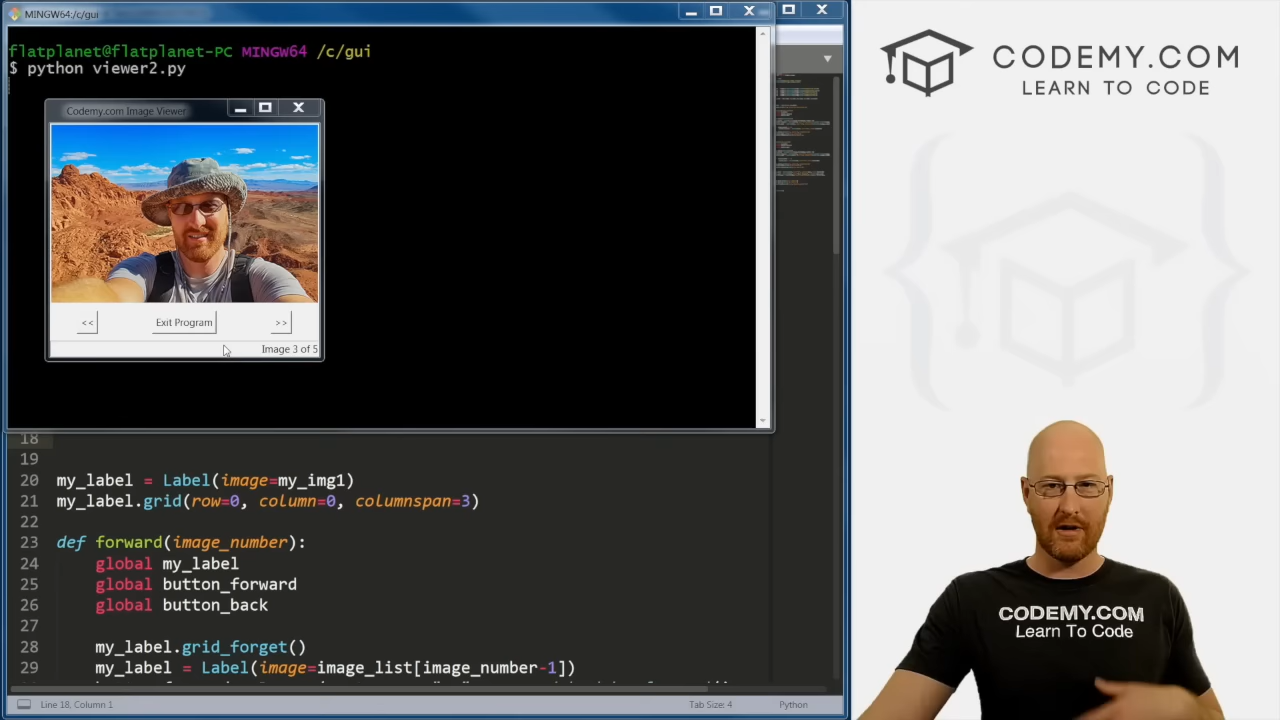 MINGW64:/c/gui
flatplanet@flatplanet-PC MINGW64 /c/gui
$ python viewer2.py
Codemy.com Image Viewer
<< Exit Program >>
Image 3 of 5
18
19
20 my_label = Label(image=my_img1)
21 my_label.grid(row=0, column=0, columnspan=3)
22
23 def forward(image_number):
24 global my_label
25 global button_forward
26 global button_back
27
28 my_label.grid_forget()
29 my_label = Label(image=image_list[image_number-1])
Line 18, Column 1
Tab Size: 4
Python
CODEMY.COM
LEARN TO CODE
CODEMY.COM
Learn To Code